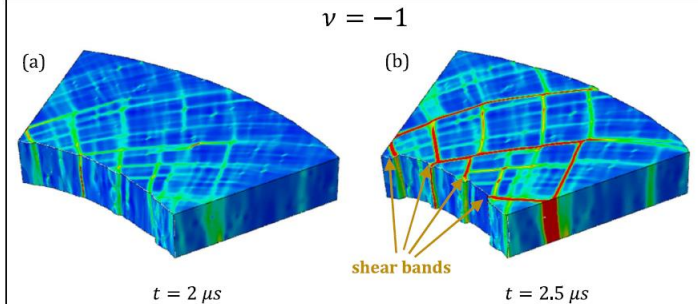 ν = −1
(a)
(b)
shear bands
t = 2 μs
t = 2.5 μs